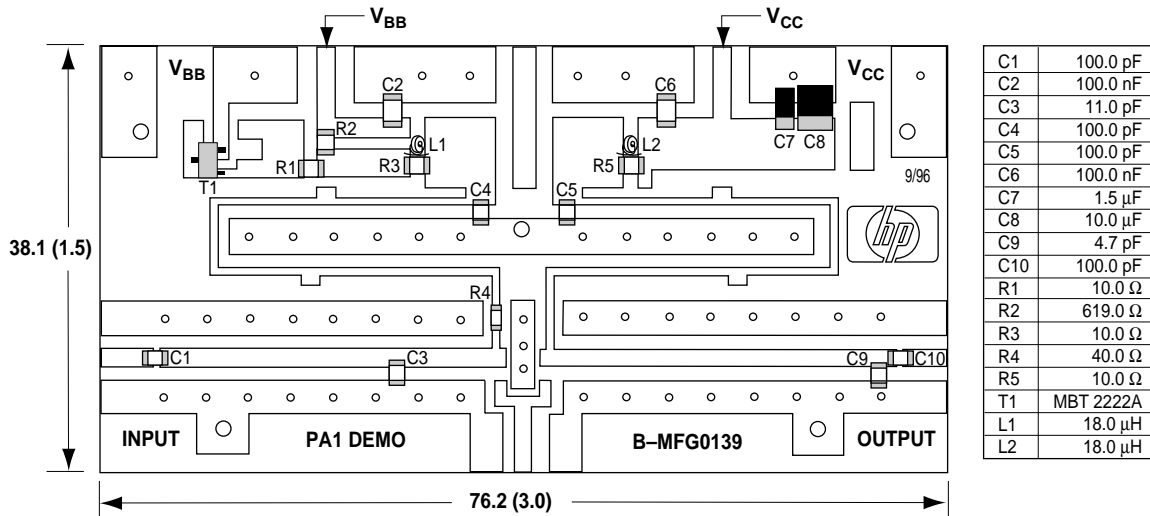 V_BB
V_CC
V_BB
C2
C6
V_CC
R2
L1
L2
C7
C8
R1
R3
R5
T1
C4
C5
9/96
hp
38.1 (1.5)
R4
C1
C3
C9
C10
INPUT
PA1 DEMO
B–MFG0139
OUTPUT
76.2 (3.0)
C1 100.0 pF
C2 100.0 nF
C3 11.0 pF
C4 100.0 pF
C5 100.0 pF
C6 100.0 nF
C7 1.5 μF
C8 10.0 μF
C9 4.7 pF
C10 100.0 pF
R1 10.0 Ω
R2 619.0 Ω
R3 10.0 Ω
R4 40.0 Ω
R5 10.0 Ω
T1 MBT 2222A
L1 18.0 μH
L2 18.0 μH